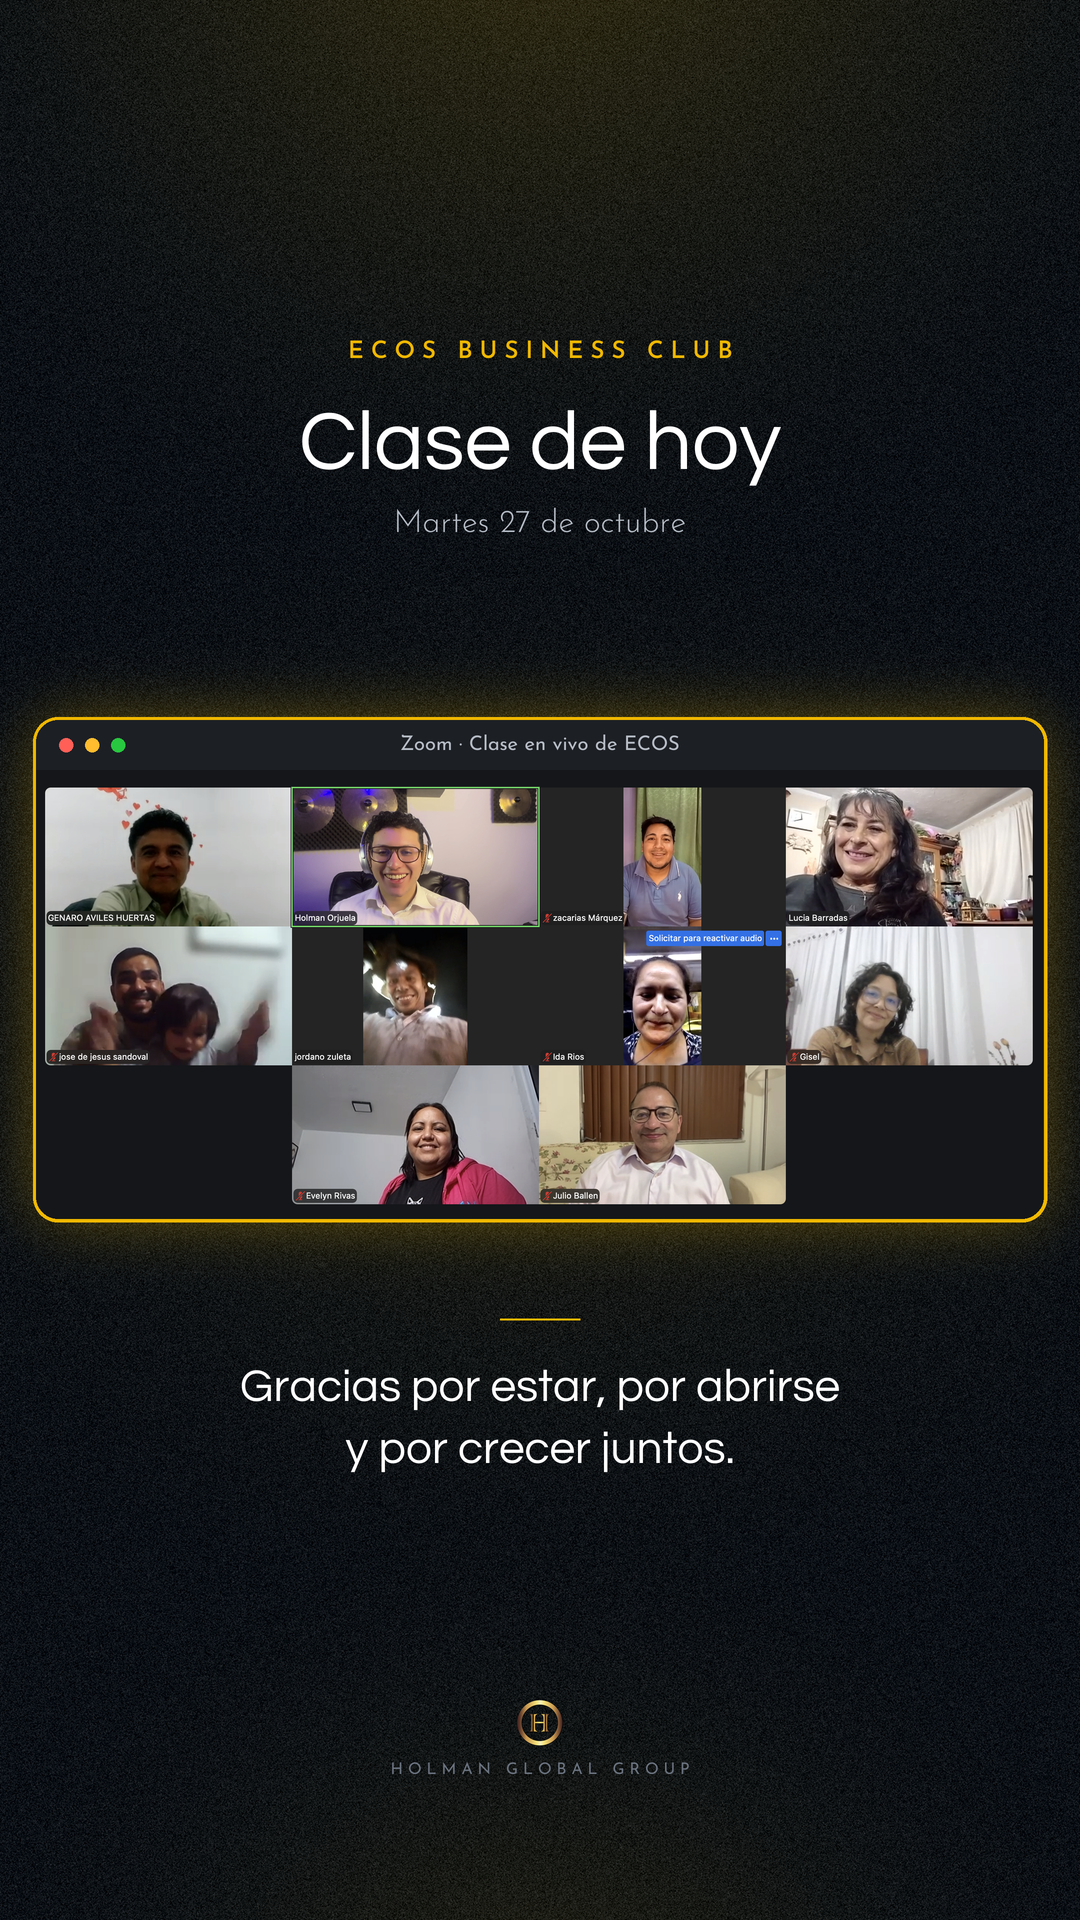 ECOS BUSINESS CLUB
Clase de hoy
Martes 27 de octubre
Zoom · Clase en vivo de ECOS
GENARO AVILES HUERTAS
Holman Orjuela
zacarias Márquez
Lucia Barradas
Solicitar para reactivar audio
jose de jesus sandoval
jordano zuleta
Ida Rios
Gisel
Evelyn Rivas
Julio Ballen
Gracias por estar, por abrirse
y por crecer juntos.
H
HOLMAN GLOBAL GROUP